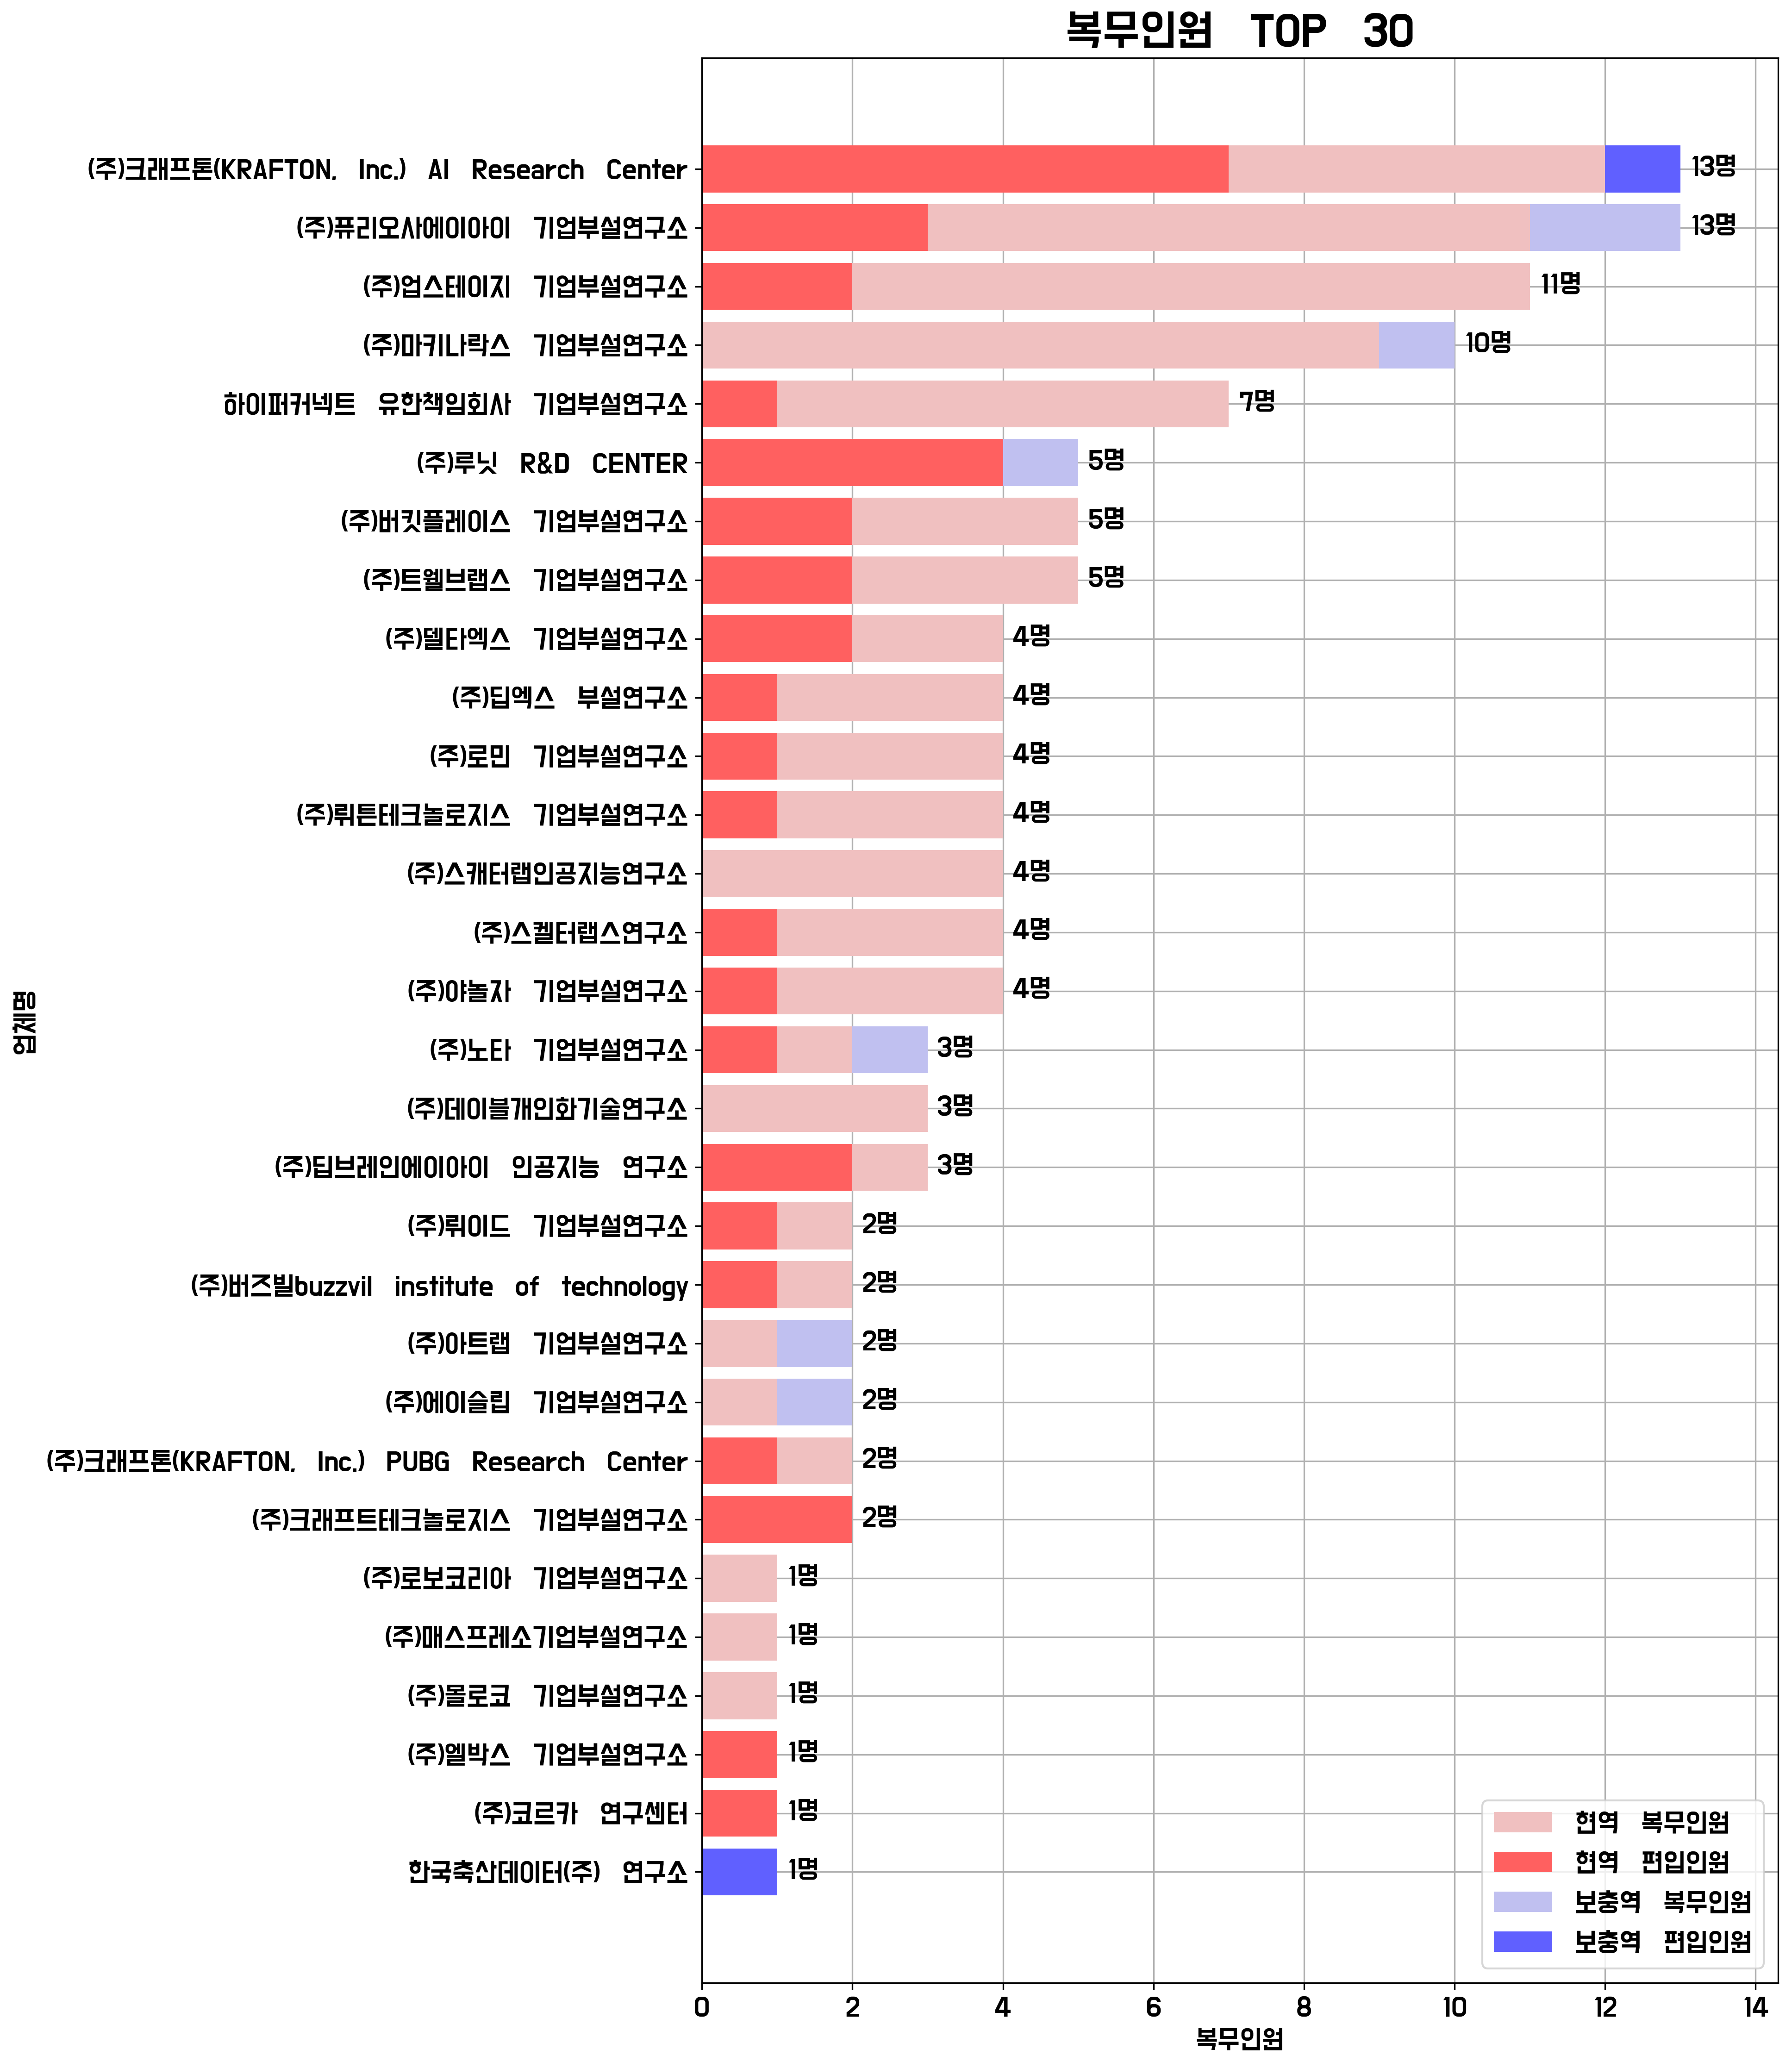 복무인원 TOP 30
(주)크래프톤(KRAFTON, Inc.) AI Research Center 13명
(주)퓨리오사에이아이 기업부설연구소 13명
(주)업스테이지 기업부설연구소 11명
(주)마키나락스 기업부설연구소 10명
하이퍼커넥트 유한책임회사 기업부설연구소 7명
(주)루닛 R&D CENTER 5명
(주)버킷플레이스 기업부설연구소 5명
(주)트웰브랩스 기업부설연구소 5명
(주)델타엑스 기업부설연구소 4명
(주)딥엑스 부설연구소 4명
(주)로민 기업부설연구소 4명
(주)뤼튼테크놀로지스 기업부설연구소 4명
(주)스캐터랩인공지능연구소 4명
(주)스켈터랩스연구소 4명
(주)야놀자 기업부설연구소 4명
(주)노타 기업부설연구소 3명
(주)데이블개인화기술연구소 3명
(주)딥브레인에이아이 인공지능 연구소 3명
(주)뤼이드 기업부설연구소 2명
(주)버즈빌buzzvil institute of technology 2명
(주)아트랩 기업부설연구소 2명
(주)에이슬립 기업부설연구소 2명
(주)크래프톤(KRAFTON, Inc.) PUBG Research Center 2명
(주)크래프트테크놀로지스 기업부설연구소 2명
(주)로보코리아 기업부설연구소 1명
(주)매스프레소기업부설연구소 1명
(주)몰로코 기업부설연구소 1명
(주)엘박스 기업부설연구소 1명
(주)코르카 연구센터 1명
한국축산데이터(주) 연구소 1명
업체명
현역 복무인원
현역 편입인원
보충역 복무인원
보충역 편입인원
0 2 4 6 8 10 12 14
복무인원